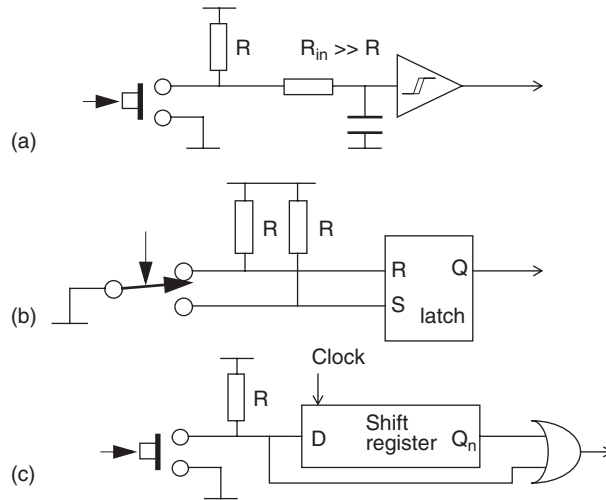 R
R_in >> R
(a)
R
R
R
Q
S
latch
(b)
Clock
R
Shift
D
register
Q_n
(c)